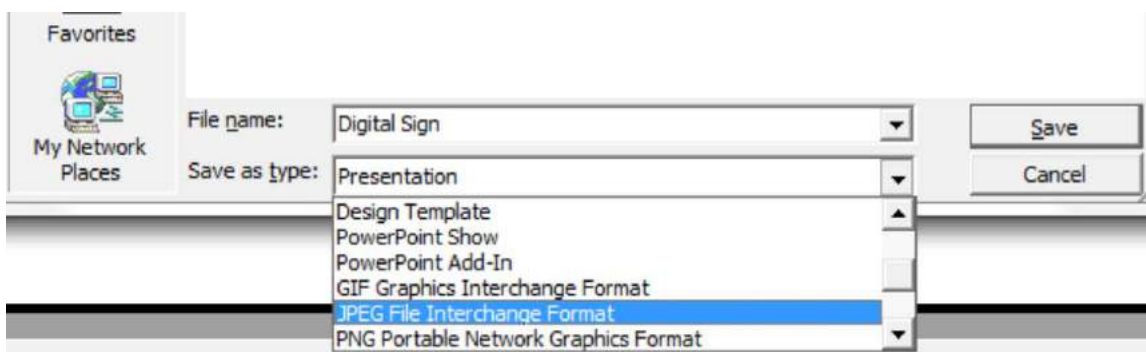 Favorites
My Network
Places
File name:
Digital Sign
Save
Save as type:
Presentation
Cancel
Design Template
PowerPoint Show
PowerPoint Add-In
GIF Graphics Interchange Format
JPEG File Interchange Format
PNG Portable Network Graphics Format